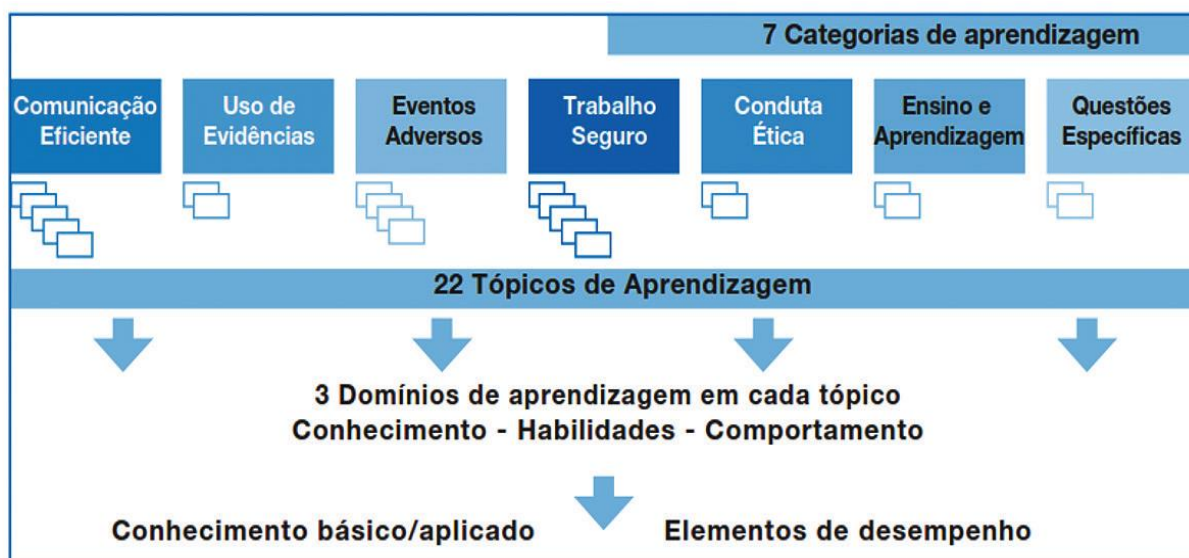 7 Categorias de aprendizagem
Comunicação
Eficiente
Uso de
Evidências
Eventos
Adversos
Trabalho
Seguro
Conduta
Ética
Ensino e
Aprendizagem
Questões
Específicas
22 Tópicos de Aprendizagem
3 Domínios de aprendizagem em cada tópico
Conhecimento - Habilidades - Comportamento
Conhecimento básico/aplicado
Elementos de desempenho